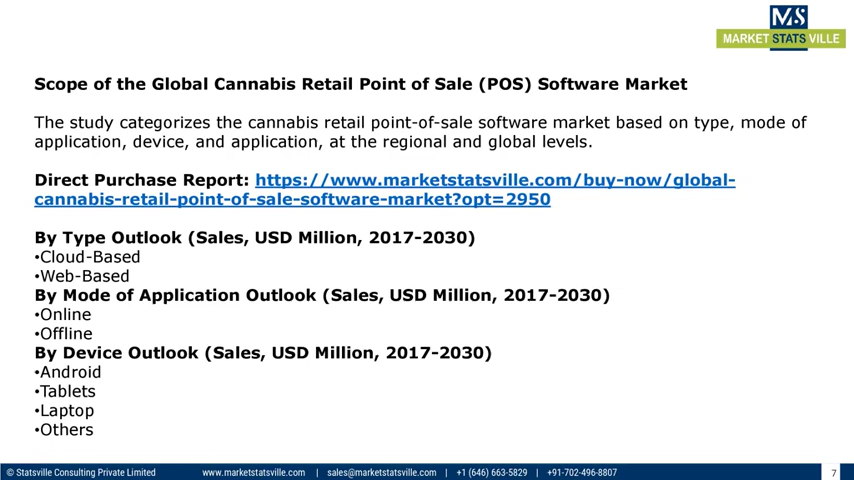 MS
MARKET STATS VILLE
Scope of the Global Cannabis Retail Point of Sale (POS) Software Market
The study categorizes the cannabis retail point-of-sale software market based on type, mode of
application, device, and application, at the regional and global levels.
Direct Purchase Report: https://www.marketstatsville.com/buy-now/global-
cannabis-retail-point-of-sale-software-market?opt=2950
By Type Outlook (Sales, USD Million, 2017-2030)
•Cloud-Based
•Web-Based
By Mode of Application Outlook (Sales, USD Million, 2017-2030)
•Online
•Offline
By Device Outlook (Sales, USD Million, 2017-2030)
•Android
•Tablets
•Laptop
•Others
© Statsville Consulting Private Limited www.marketstatsville.com | sales@marketstatsville.com | +1 (646) 663-5829 | +91-702-496-8807 7